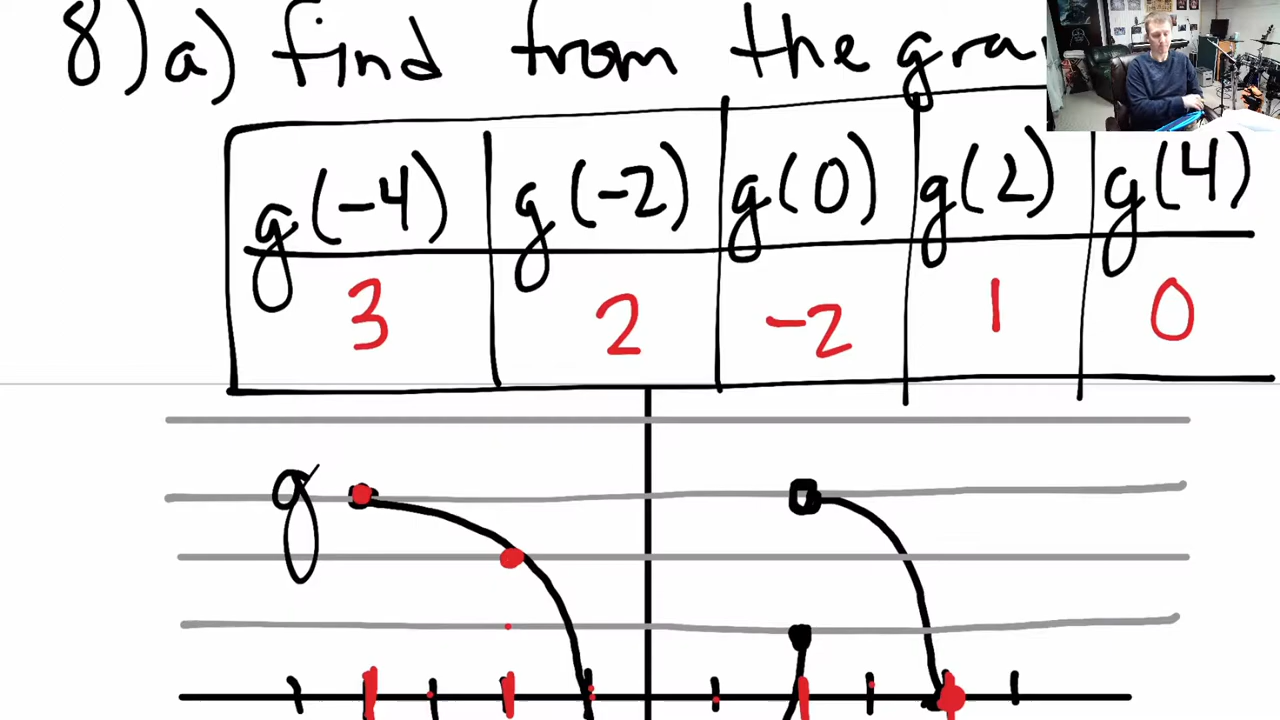 8) a) find from the gra
g(-4) g(-2) g(0) g(2) g(4)
3 2 -2 1 0
g